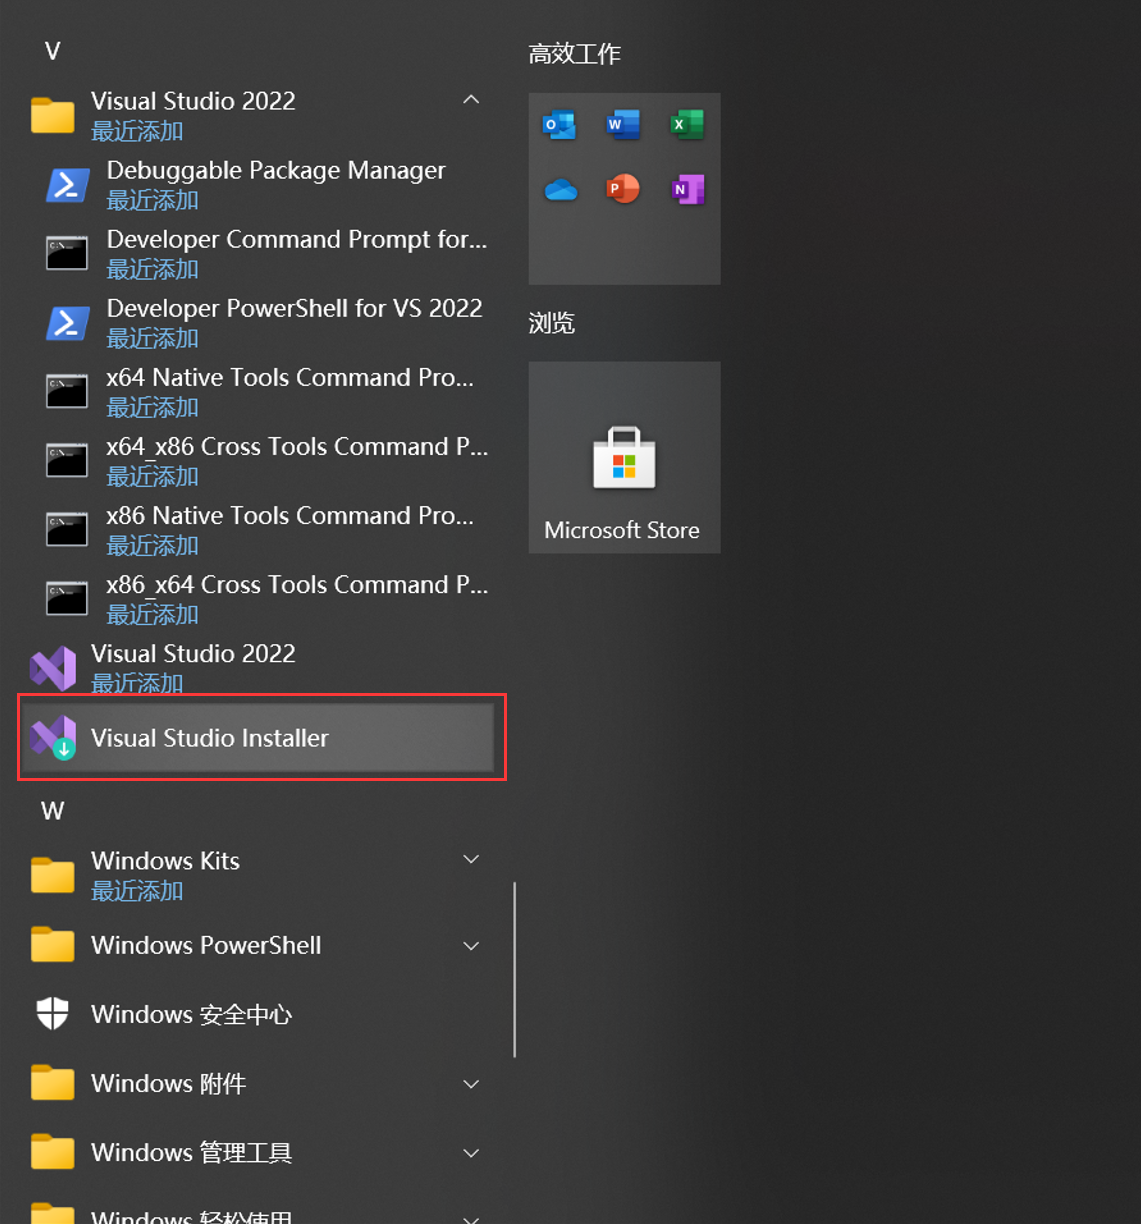 V
Visual Studio 2022
最近添加
Debuggable Package Manager
最近添加
Developer Command Prompt for...
最近添加
Developer PowerShell for VS 2022
最近添加
x64 Native Tools Command Pro...
最近添加
x64_x86 Cross Tools Command P...
最近添加
x86 Native Tools Command Pro...
最近添加
x86_x64 Cross Tools Command P...
最近添加
Visual Studio 2022
最近添加
Visual Studio Installer
W
Windows Kits
最近添加
Windows PowerShell
Windows 安全中心
Windows 附件
Windows 管理工具
Windows 轻松使用
高效工作
O
W
X
P
N
浏览
Microsoft Store